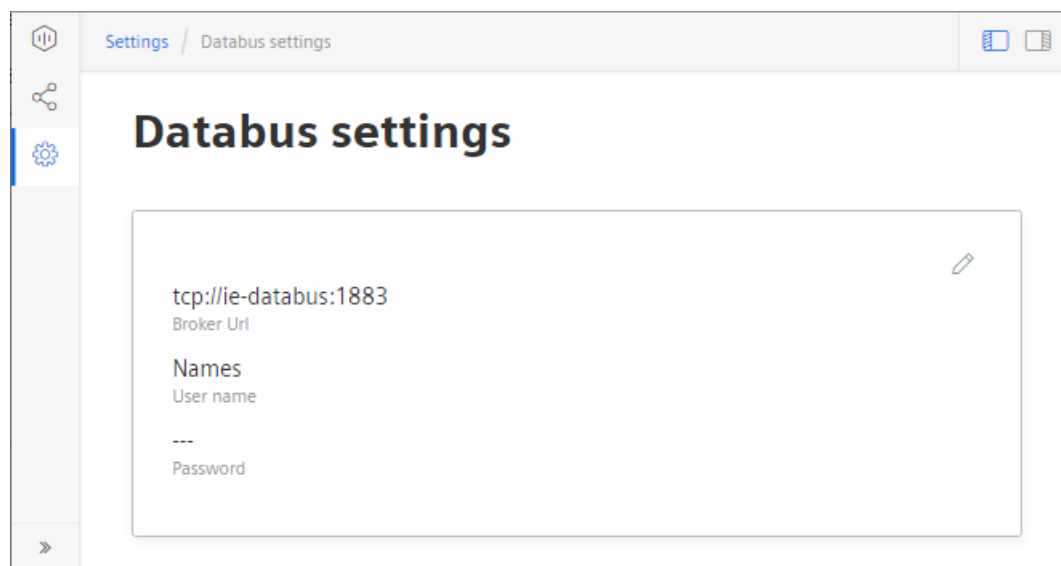 Settings / Databus settings
Databus settings
tcp://ie-databus:1883
Broker Url
Names
User name
---
Password